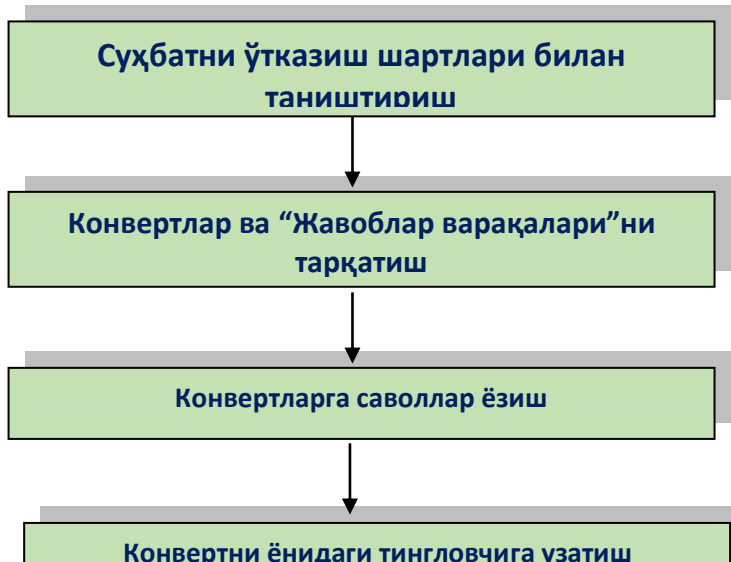 Суҳбатни ўтказиш шартлари билан
таништириш
Конвертлар ва “Жавоблар варақалари”ни
тарқатиш
Конвертларга саволлар ёзиш
Конвертни ёнидаги тингловчига узатиш